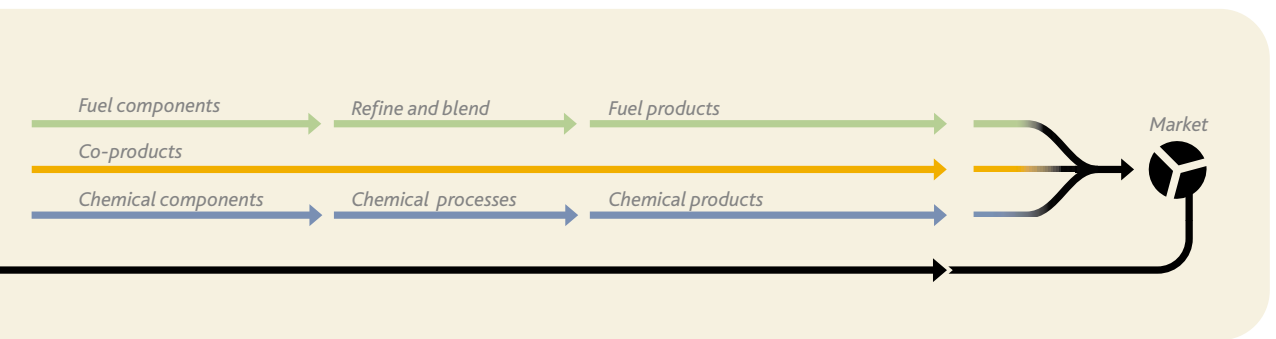 Fuel components
Refine and blend
Fuel products
Market
Co-products
Chemical components
Chemical processes
Chemical products